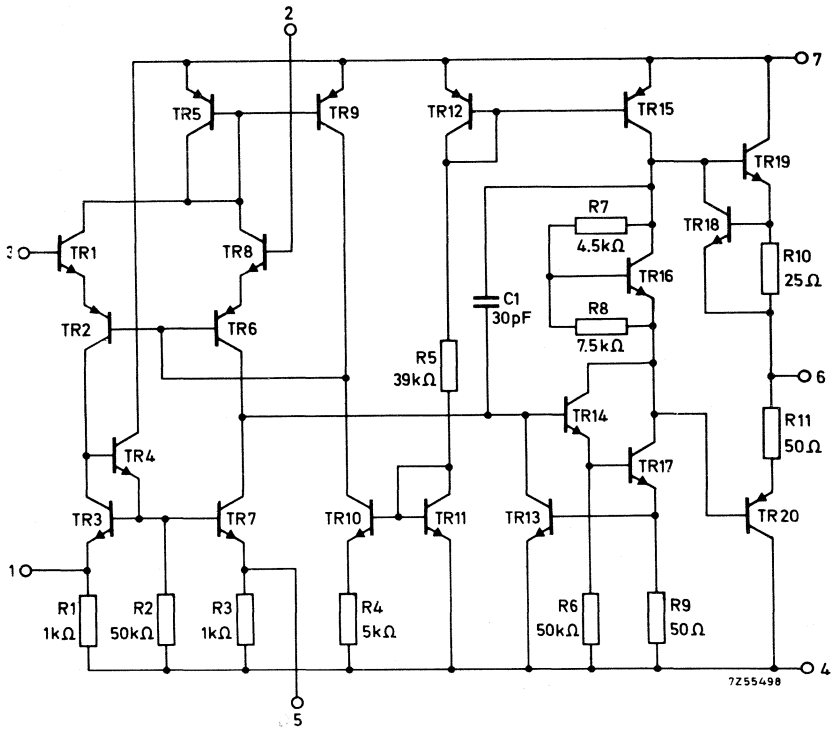 2
7
TR5
TR9
TR12
TR15
TR19
R7
4.5kΩ
TR18
3
TR1
TR8
TR16
R10
25Ω
C1
30pF
R8
7.5kΩ
TR2
TR6
R5
39kΩ
6
TR14
R11
50Ω
TR4
TR17
TR3
TR7
TR10
TR11
TR13
TR20
1
R1
1kΩ
R2
50kΩ
R3
1kΩ
R4
5kΩ
R6
50kΩ
R9
50Ω
4
7Z55498
5